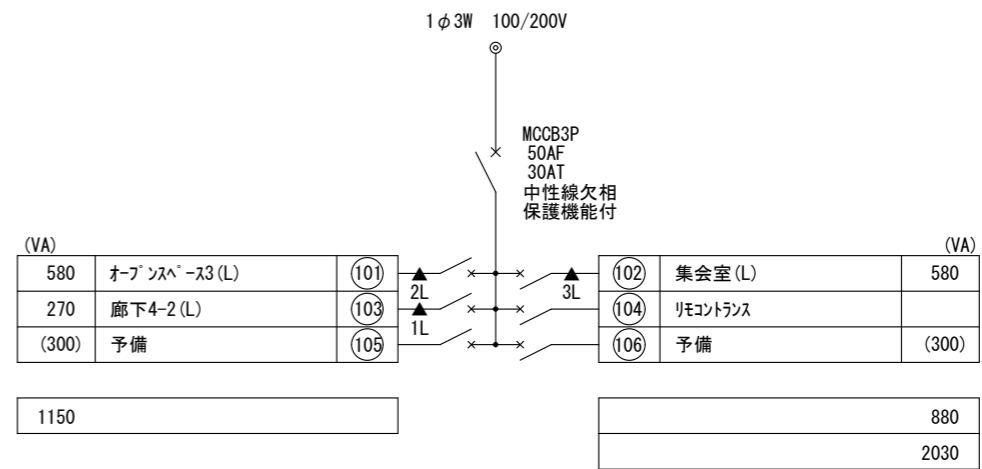 1φ3W 100/200V
MCCB3P
50AF
30AT
中性線欠相
保護機能付
(VA) (VA)
580 オープンスペース3(L) 101 2L 3L 102 集会室(L) 580
270 廊下4-2(L) 103 1L 104 リモコントランス
(300) 予備 105 106 予備 (300)
1150 880
2030